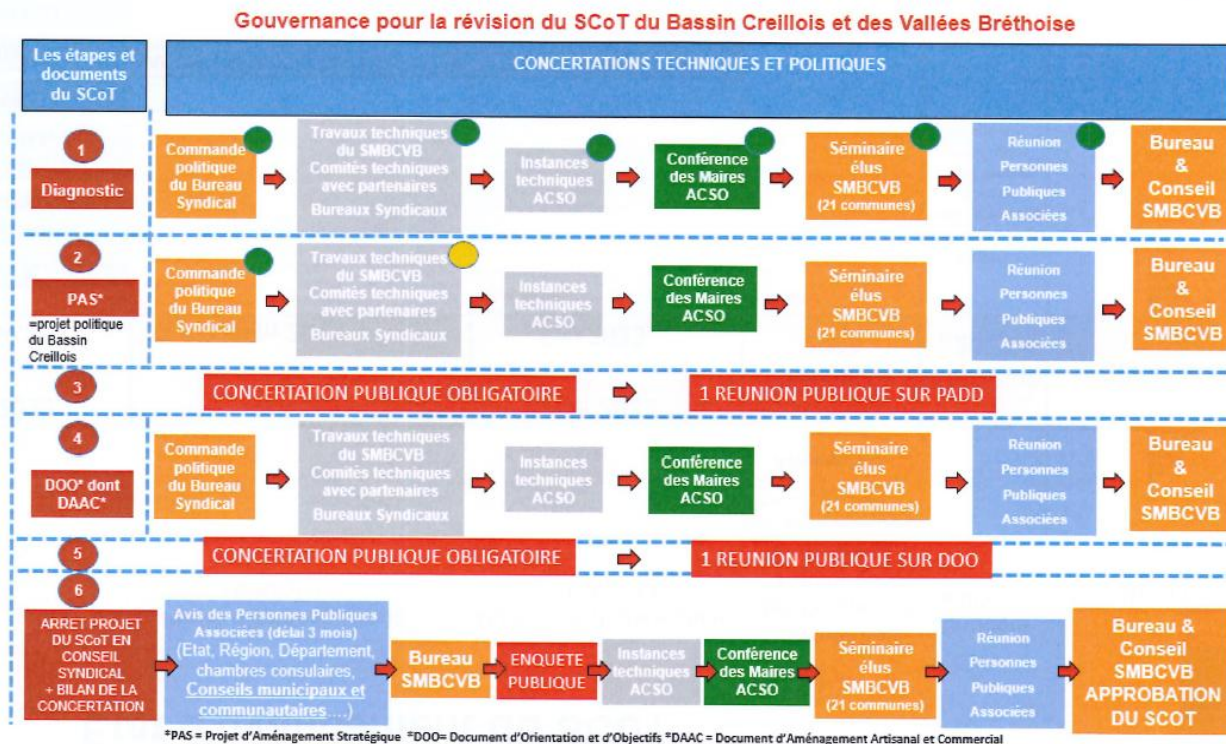 Gouvernance pour la révision du SCoT du Bassin Creillois et des Vallées Bréthoise
Les étapes et
documents
du SCoT
CONCERTATIONS TECHNIQUES ET POLITIQUES
1
Diagnostic
Commande
politique
du Bureau
Syndical
Travaux techniques
du SMBCVB
Comités techniques
avec partenaires
Bureaux Syndicaux
Instances
techniques
ACSO
Conférence
des Maires
ACSO
Séminaire
élus
SMBCVB
(21 communes)
Réunion
Personnes
Publiques
Associées
Bureau
&
Conseil
SMBCVB
2
PAS*
=projet politique
du Bassin
Creillois
Commande
politique
du Bureau
Syndical
Travaux techniques
du SMBCVB
Comités techniques
avec partenaires
Bureaux Syndicaux
Instances
techniques
ACSO
Conférence
des Maires
ACSO
Séminaire
élus
SMBCVB
(21 communes)
Réunion
Personnes
Publiques
Associées
Bureau
&
Conseil
SMBCVB
3
CONCERTATION PUBLIQUE OBLIGATOIRE
1 REUNION PUBLIQUE SUR PADD
4
DOO* dont
DAAC*
Commande
politique
du Bureau
Syndical
Travaux techniques
du SMBCVB
Comités techniques
avec partenaires
Bureaux Syndicaux
Instances
techniques
ACSO
Conférence
des Maires
ACSO
Séminaire
élus
SMBCVB
(21 communes)
Réunion
Personnes
Publiques
Associées
Bureau
&
Conseil
SMBCVB
5
CONCERTATION PUBLIQUE OBLIGATOIRE
1 REUNION PUBLIQUE SUR DOO
6
ARRET PROJET
DU SCoT EN
CONSEIL
SYNDICAL
+ BILAN DE LA
CONCERTATION
Avis des Personnes Publiques
Associées (délai 3 mois)
(Etat, Région, Département,
chambres consulaires,
Conseils municipaux et
communautaires....)
Bureau
SMBCVB
ENQUETE
PUBLIQUE
Instances
techniques
ACSO
Conférence
des Maires
ACSO
Séminaire
élus
SMBCVB
(21 communes)
Réunion
Personnes
Publiques
Associées
Bureau &
Conseil
SMBCVB
APPROBATION
DU SCOT
*PAS = Projet d'Aménagement Stratégique *DOO= Document d'Orientation et d'Objectifs *DAAC = Document d'Aménagement Artisanal et Commercial